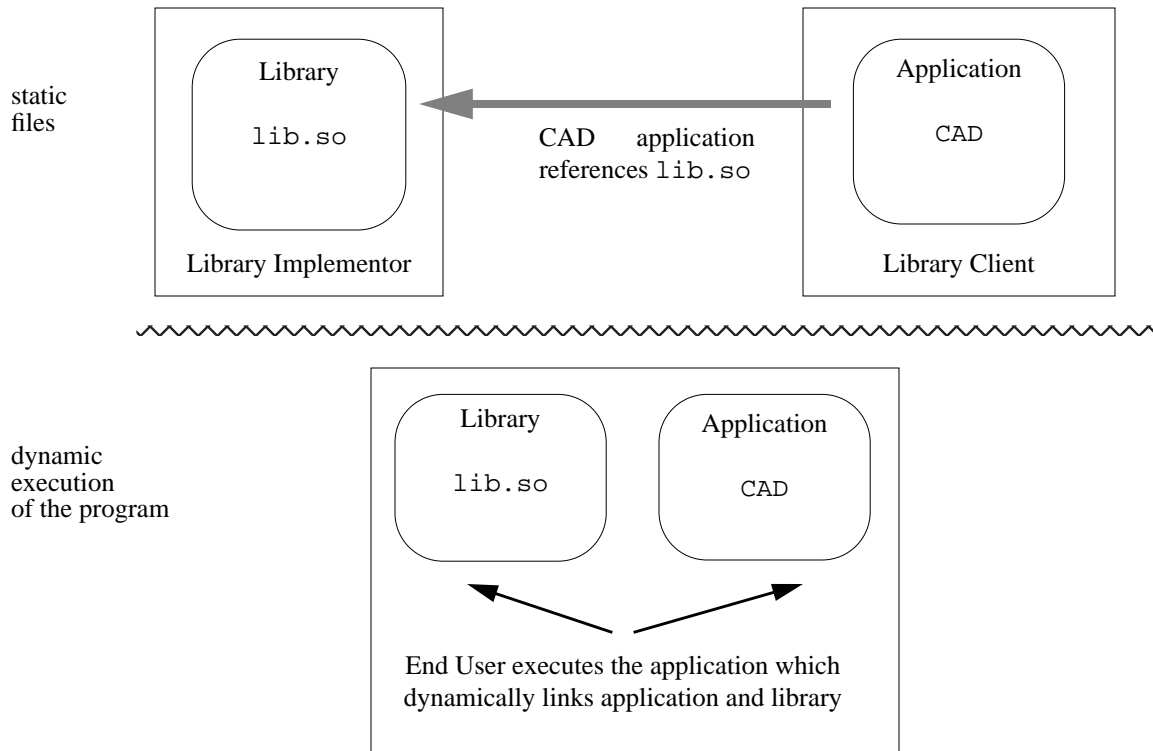 static
files
Library
lib.so
Library Implementor
CAD application
references lib.so
Application
CAD
Library Client
dynamic
execution
of the program
Library
lib.so
Application
CAD
End User executes the application which
dynamically links application and library